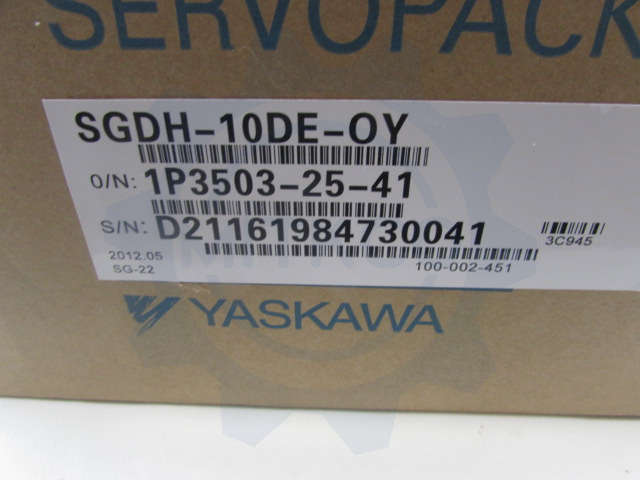 SERVOPACK
SGDH-10DE-OY
O/N: 1P3503-25-41
S/N: D21161984730041
3C945
2012.05
100-002-451
SG-22
YASKAWA